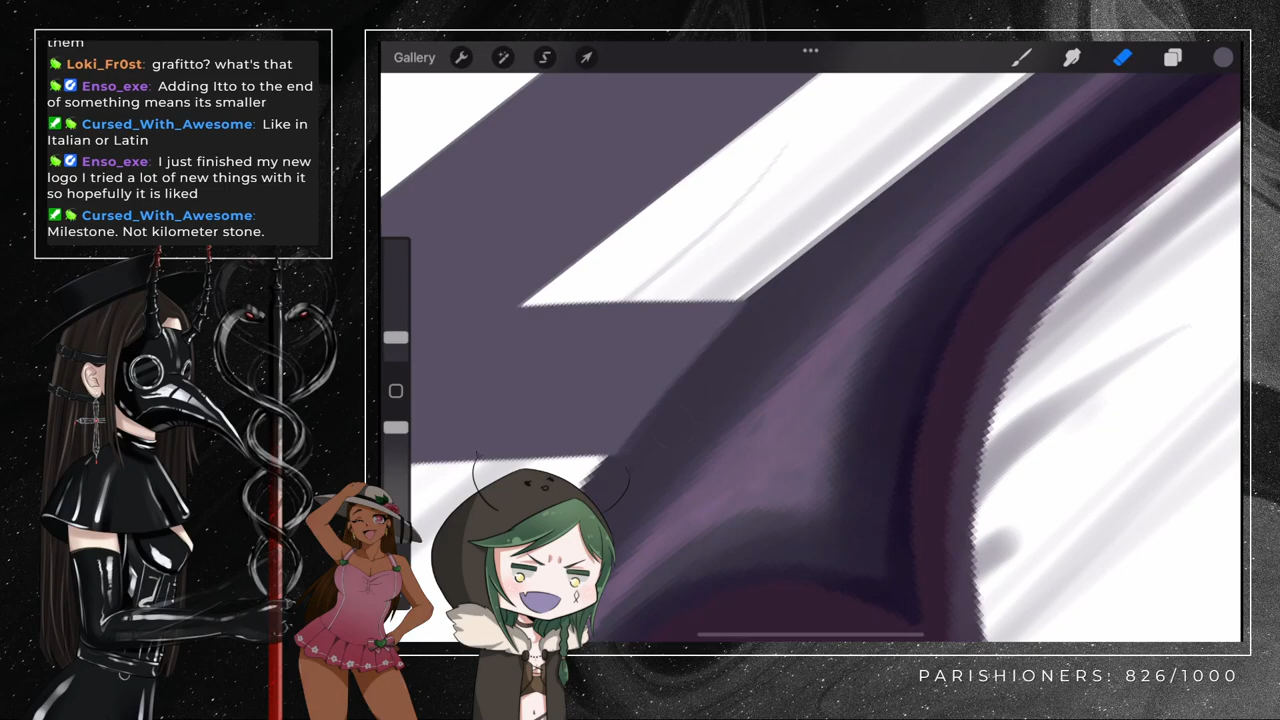 them
Loki_Fr0st: grafitto? what's that
Enso_exe: Adding Itto to the end
of something means its smaller
Cursed_With_Awesome: Like in
Italian or Latin
Enso_exe: I just finished my new
logo I tried a lot of new things with it
so hopefully it is liked
Cursed_With_Awesome:
Milestone. Not kilometer stone.
Gallery
PARISHIONERS: 826/1000